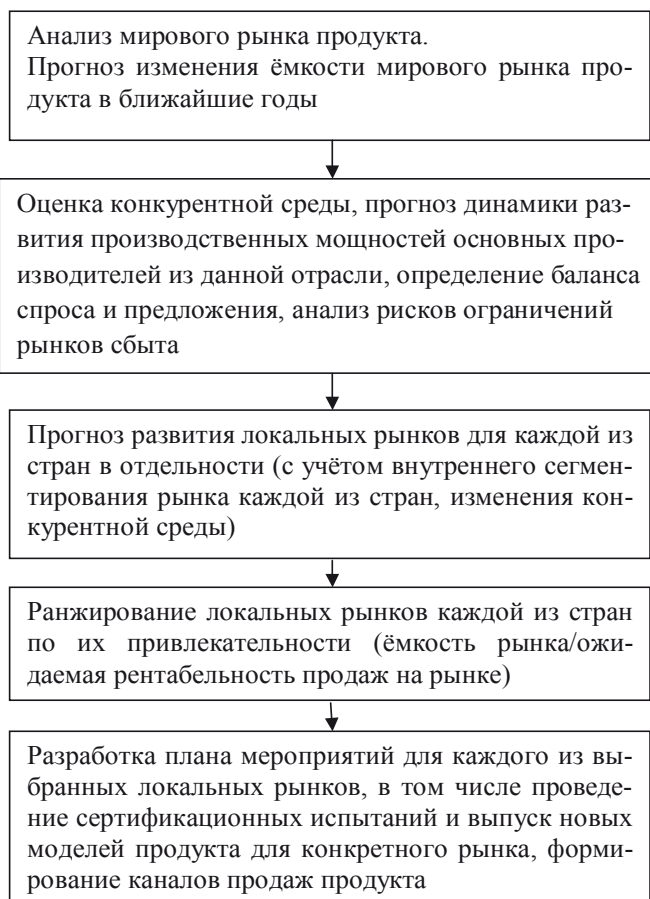 Анализ мирового рынка продукта.
Прогноз изменения ёмкости мирового рынка про-
дукта в ближайшие годы
Оценка конкурентной среды, прогноз динамики раз-
вития производственных мощностей основных про-
изводителей из данной отрасли, определение баланса
спроса и предложения, анализ рисков ограничений
рынков сбыта
Прогноз развития локальных рынков для каждой из
стран в отдельности (с учётом внутреннего сегмен-
тирования рынка каждой из стран, изменения кон-
курентной среды)
Ранжирование локальных рынков каждой из стран
по их привлекательности (ёмкость рынка/ожи-
даемая рентабельность продаж на рынке)
Разработка плана мероприятий для каждого из вы-
бранных локальных рынков, в том числе проведе-
ние сертификационных испытаний и выпуск новых
моделей продукта для конкретного рынка, форми-
рование каналов продаж продукта